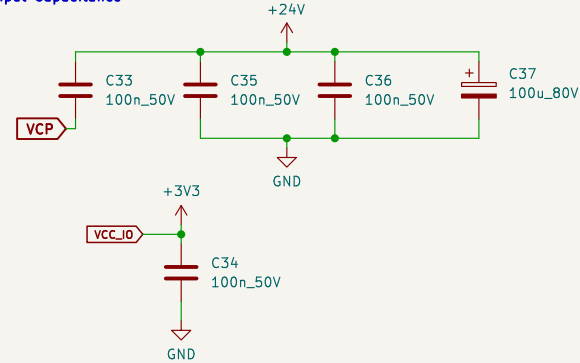 +24V
C33
100n_50V
C35
100n_50V
C36
100n_50V
C37
100u_80V
VCP
GND
+3V3
VCC_IO
C34
100n_50V
GND